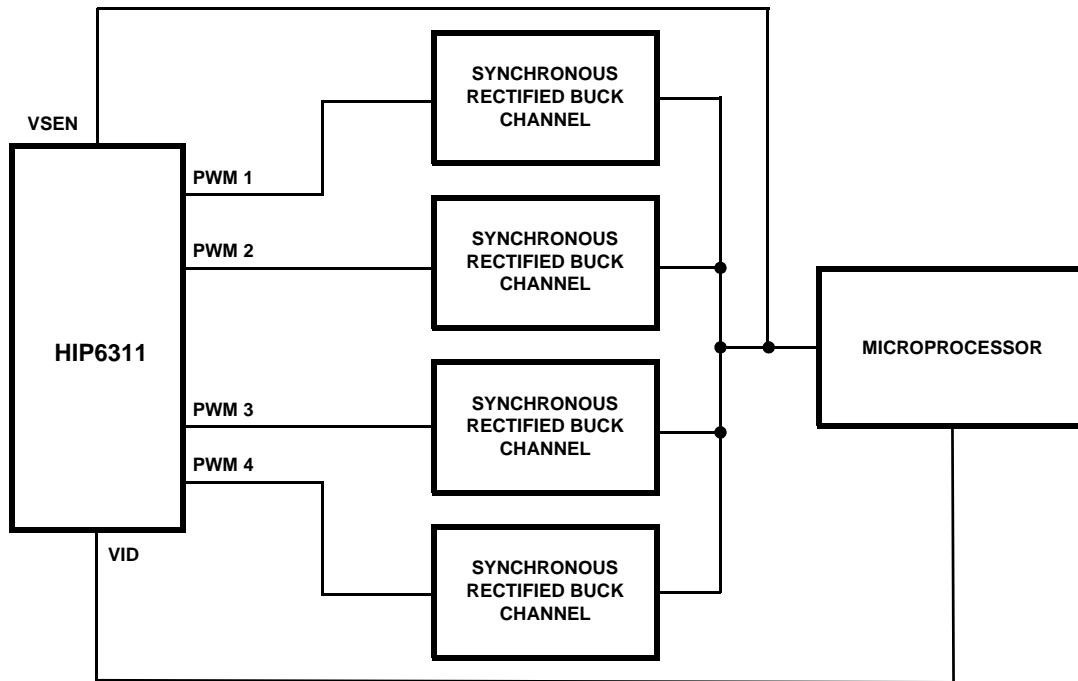 VSEN
HIP6311
VID
PWM 1
PWM 2
PWM 3
PWM 4
SYNCHRONOUS
RECTIFIED BUCK
CHANNEL
SYNCHRONOUS
RECTIFIED BUCK
CHANNEL
SYNCHRONOUS
RECTIFIED BUCK
CHANNEL
SYNCHRONOUS
RECTIFIED BUCK
CHANNEL
MICROPROCESSOR